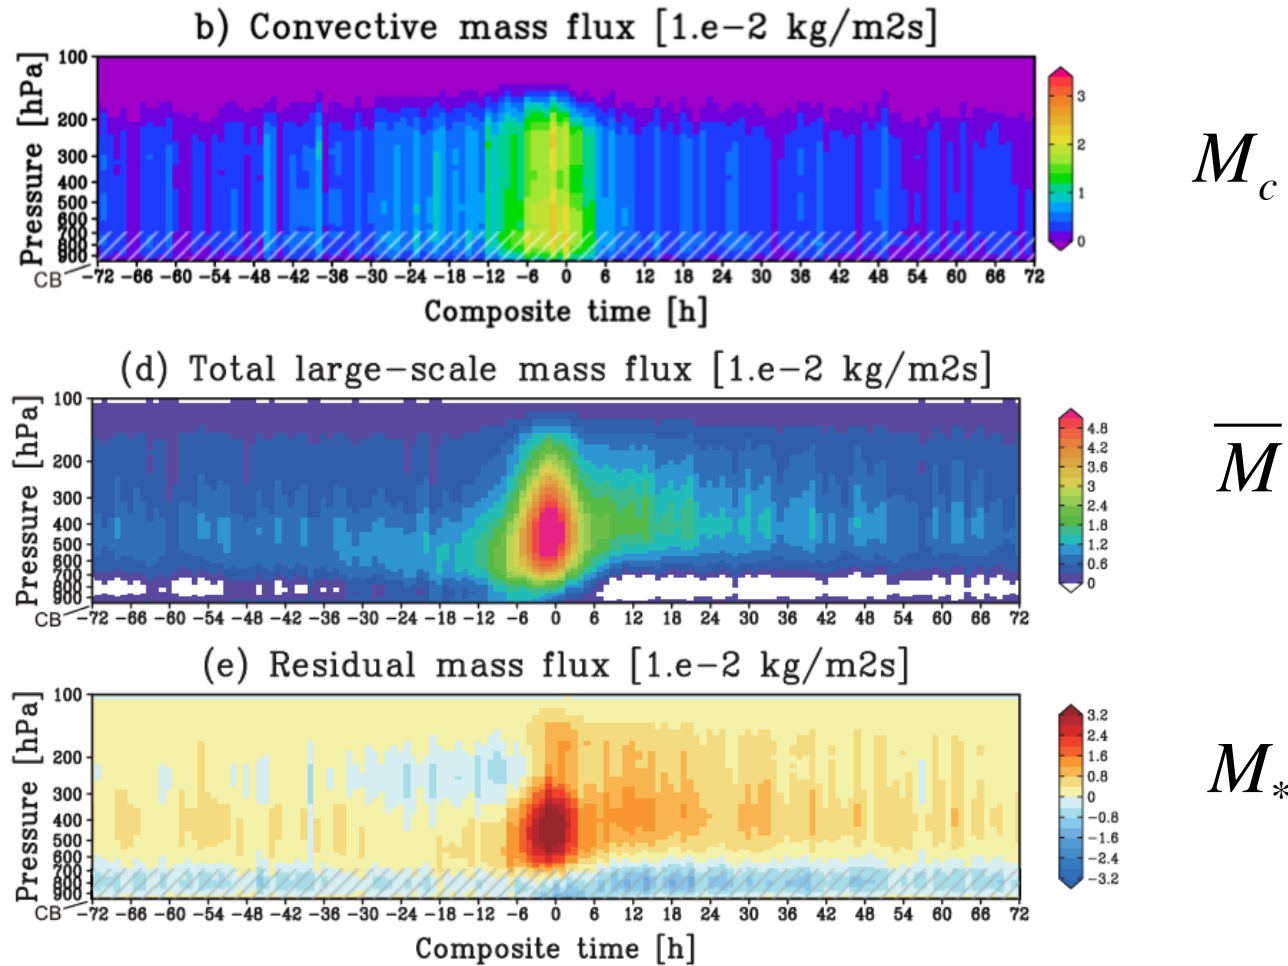 b) Convective mass flux [1.e-2 kg/m2s]
Pressure [hPa]
100
200
300
400
500
600
700
800
900
CB
-72 -66 -60 -54 -48 -42 -36 -30 -24 -18 -12 -6 0 6 12 18 24 30 36 42 48 54 60 66 72
Composite time [h]
3
2
1
0
M_c
(d) Total large-scale mass flux [1.e-2 kg/m2s]
Pressure [hPa]
100
200
300
400
500
600
700
800
900
CB
-72 -66 -60 -54 -48 -42 -36 -30 -24 -18 -12 -6 0 6 12 18 24 30 36 42 48 54 60 66 72
4.8
4.2
3.6
3
2.4
1.8
1.2
0.6
0
M̅
(e) Residual mass flux [1.e-2 kg/m2s]
Pressure [hPa]
100
200
300
400
500
600
700
800
900
CB
-72 -66 -60 -54 -48 -42 -36 -30 -24 -18 -12 -6 0 6 12 18 24 30 36 42 48 54 60 66 72
Composite time [h]
3.2
2.4
1.6
0.8
0
-0.8
-1.6
-2.4
-3.2
M_*